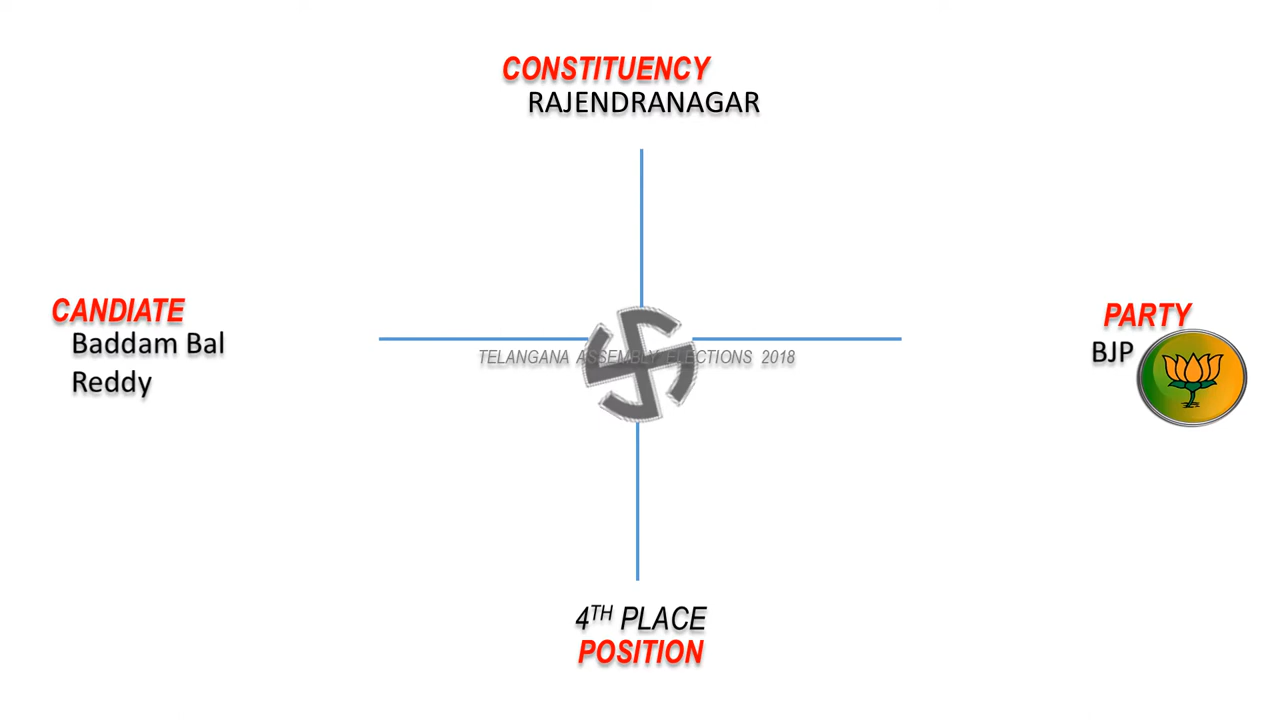 CONSTITUENCY
RAJENDRANAGAR
CANDIATE
Baddam Bal
Reddy
TELANGANA ASSEMBLY ELECTIONS 2018
PARTY
BJP
4TH PLACE
POSITION